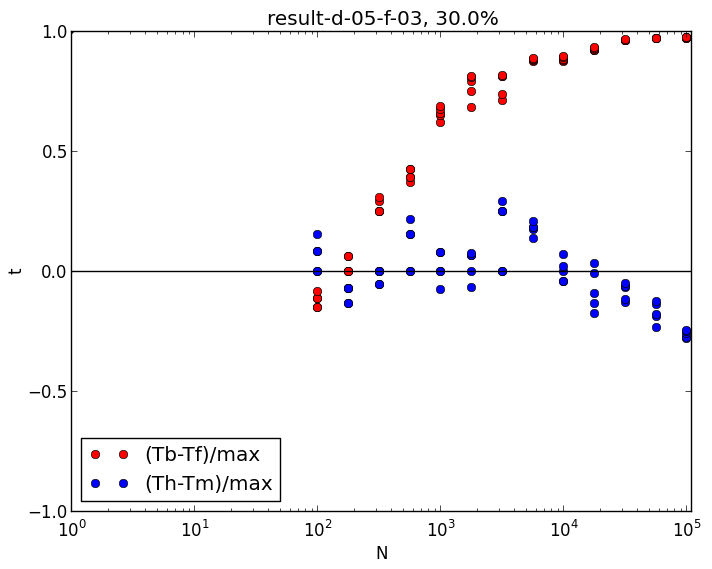 result-d-05-f-03, 30.0%
1.0
0.5
0.0
−0.5
−1.0
t
(Tb-Tf)/max
(Th-Tm)/max
10⁰ 10¹ 10² 10³ 10⁴ 10⁵
N